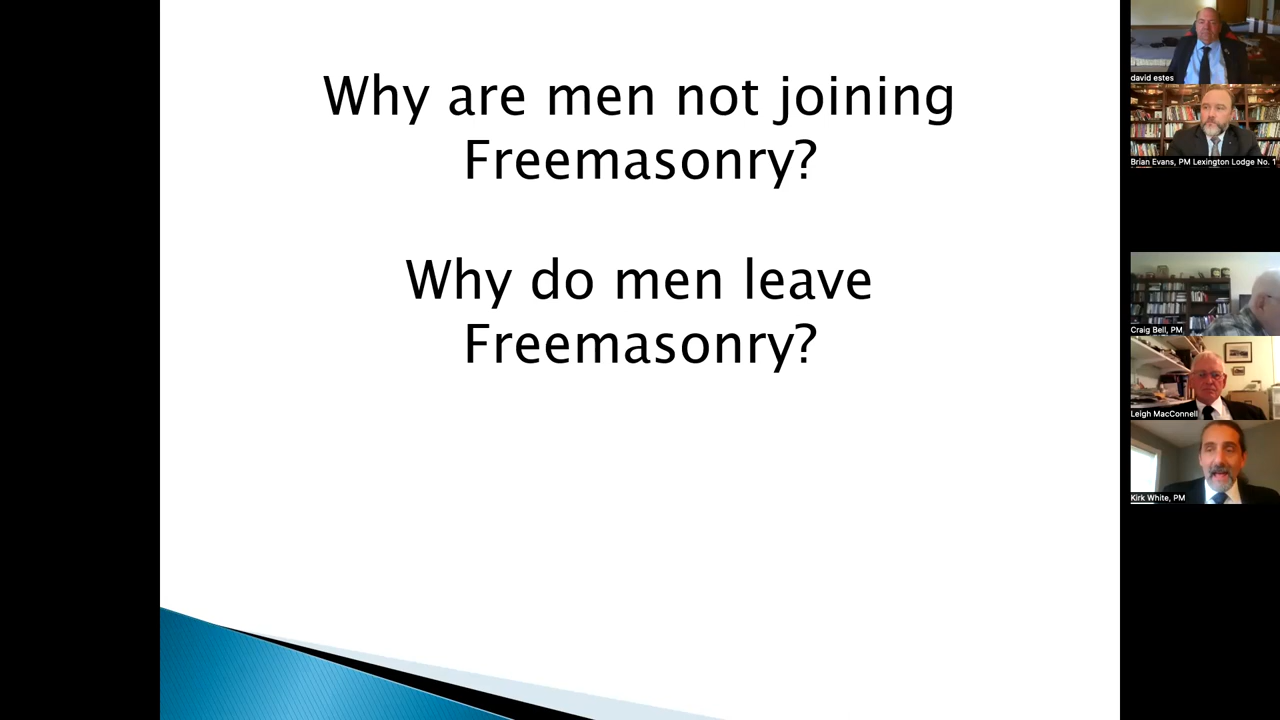 Why are men not joining
Freemasonry?
Why do men leave
Freemasonry?
david estes
Brian Evans, PM Lexington Lodge No. 1
Craig Bell, PM
Leigh MacConnell
Kirk White, PM